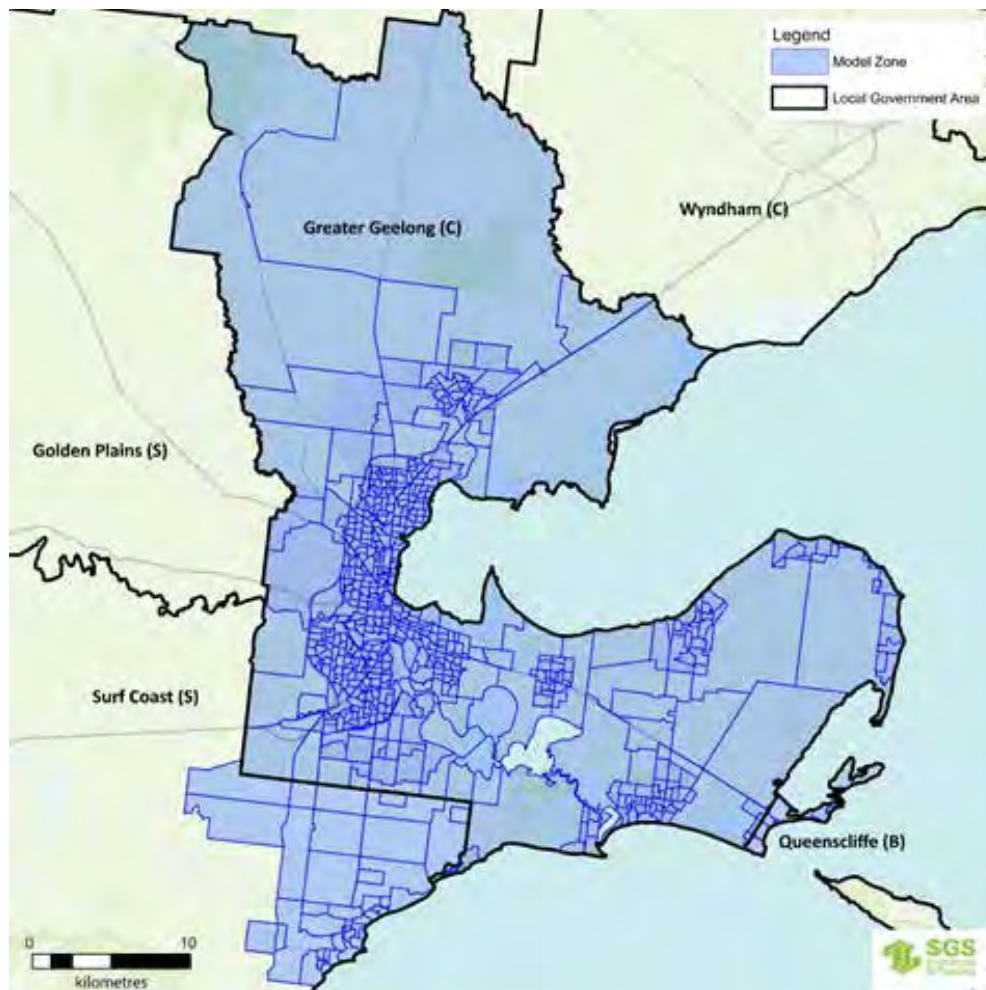 Legend
Model Zone
Local Government Area
Wyndham (C)
Greater Geelong (C)
Golden Plains (S)
Surf Coast (S)
Queenscliffe (B)
0 10
kilometres
SGS